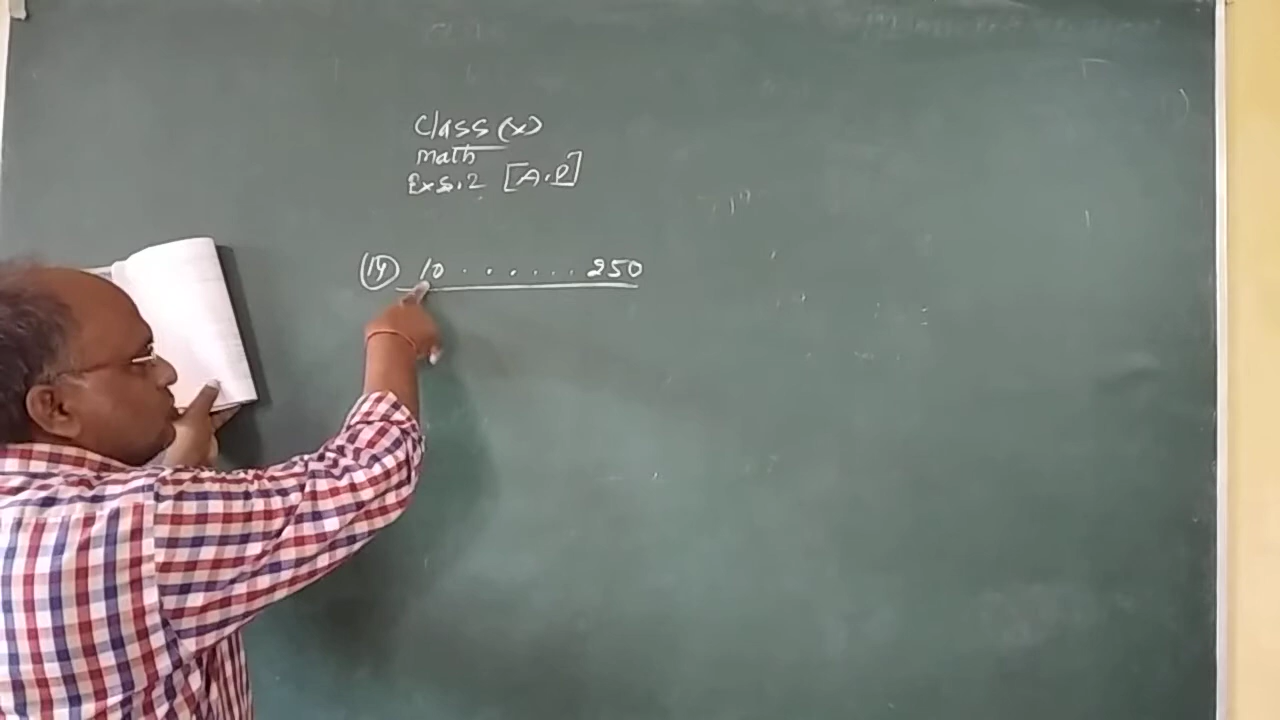 Class (X)
Math
Ex 5.2 [A.P]
(14) 10 . . . . . . 250